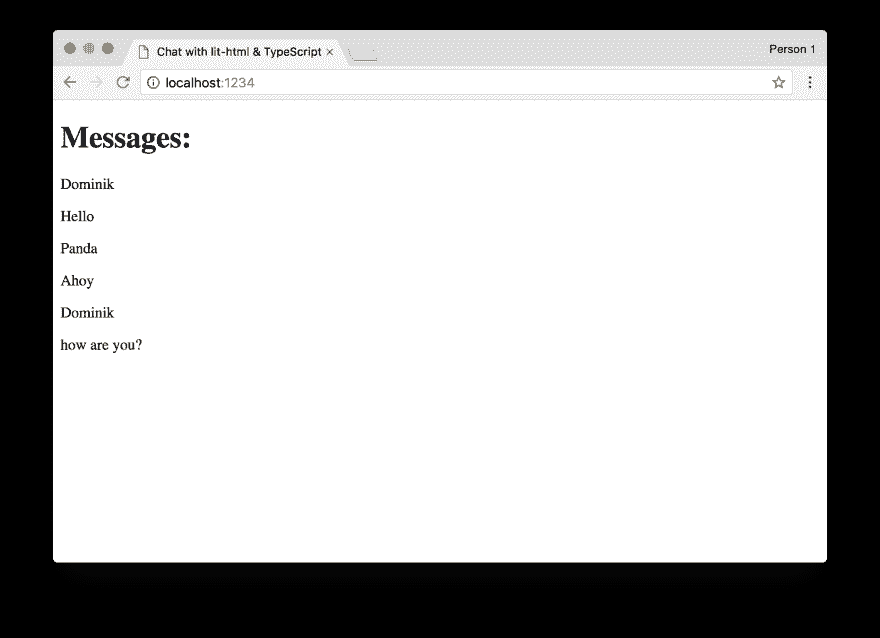 Chat with lit-html & TypeScript
Person 1
localhost:1234
Messages:
Dominik
Hello
Panda
Ahoy
Dominik
how are you?